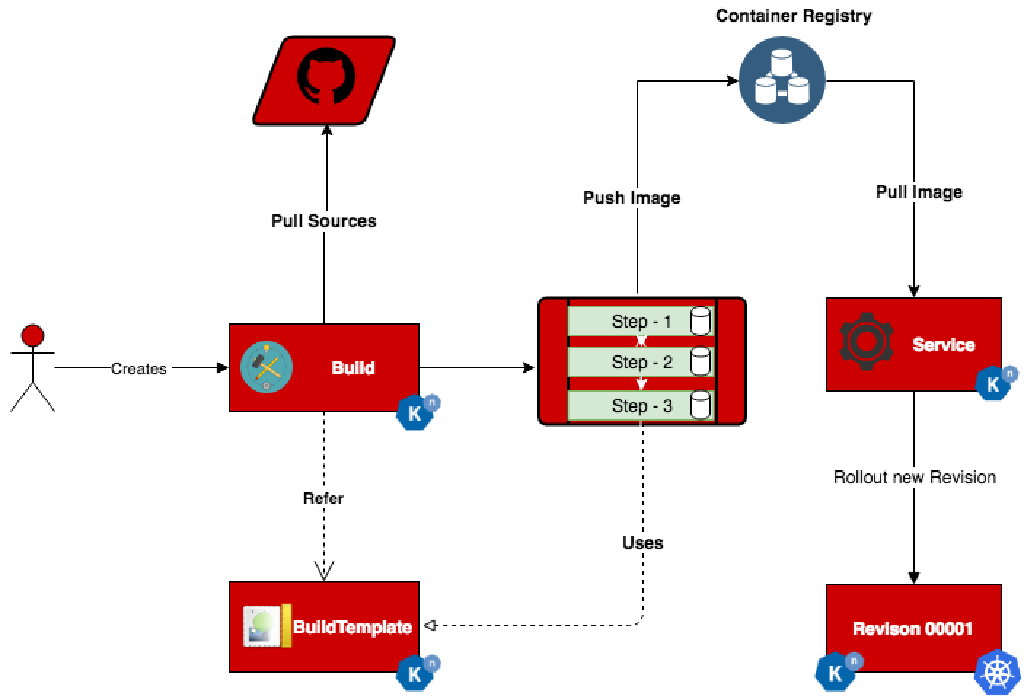 Container Registry
Pull Sources
Push Image
Pull Image
Creates
Build
K
n
Step - 1
Step - 2
Step - 3
Service
K
n
Refer
Uses
Rollout new Revision
BuildTemplate
K
n
Revison 00001
K
n